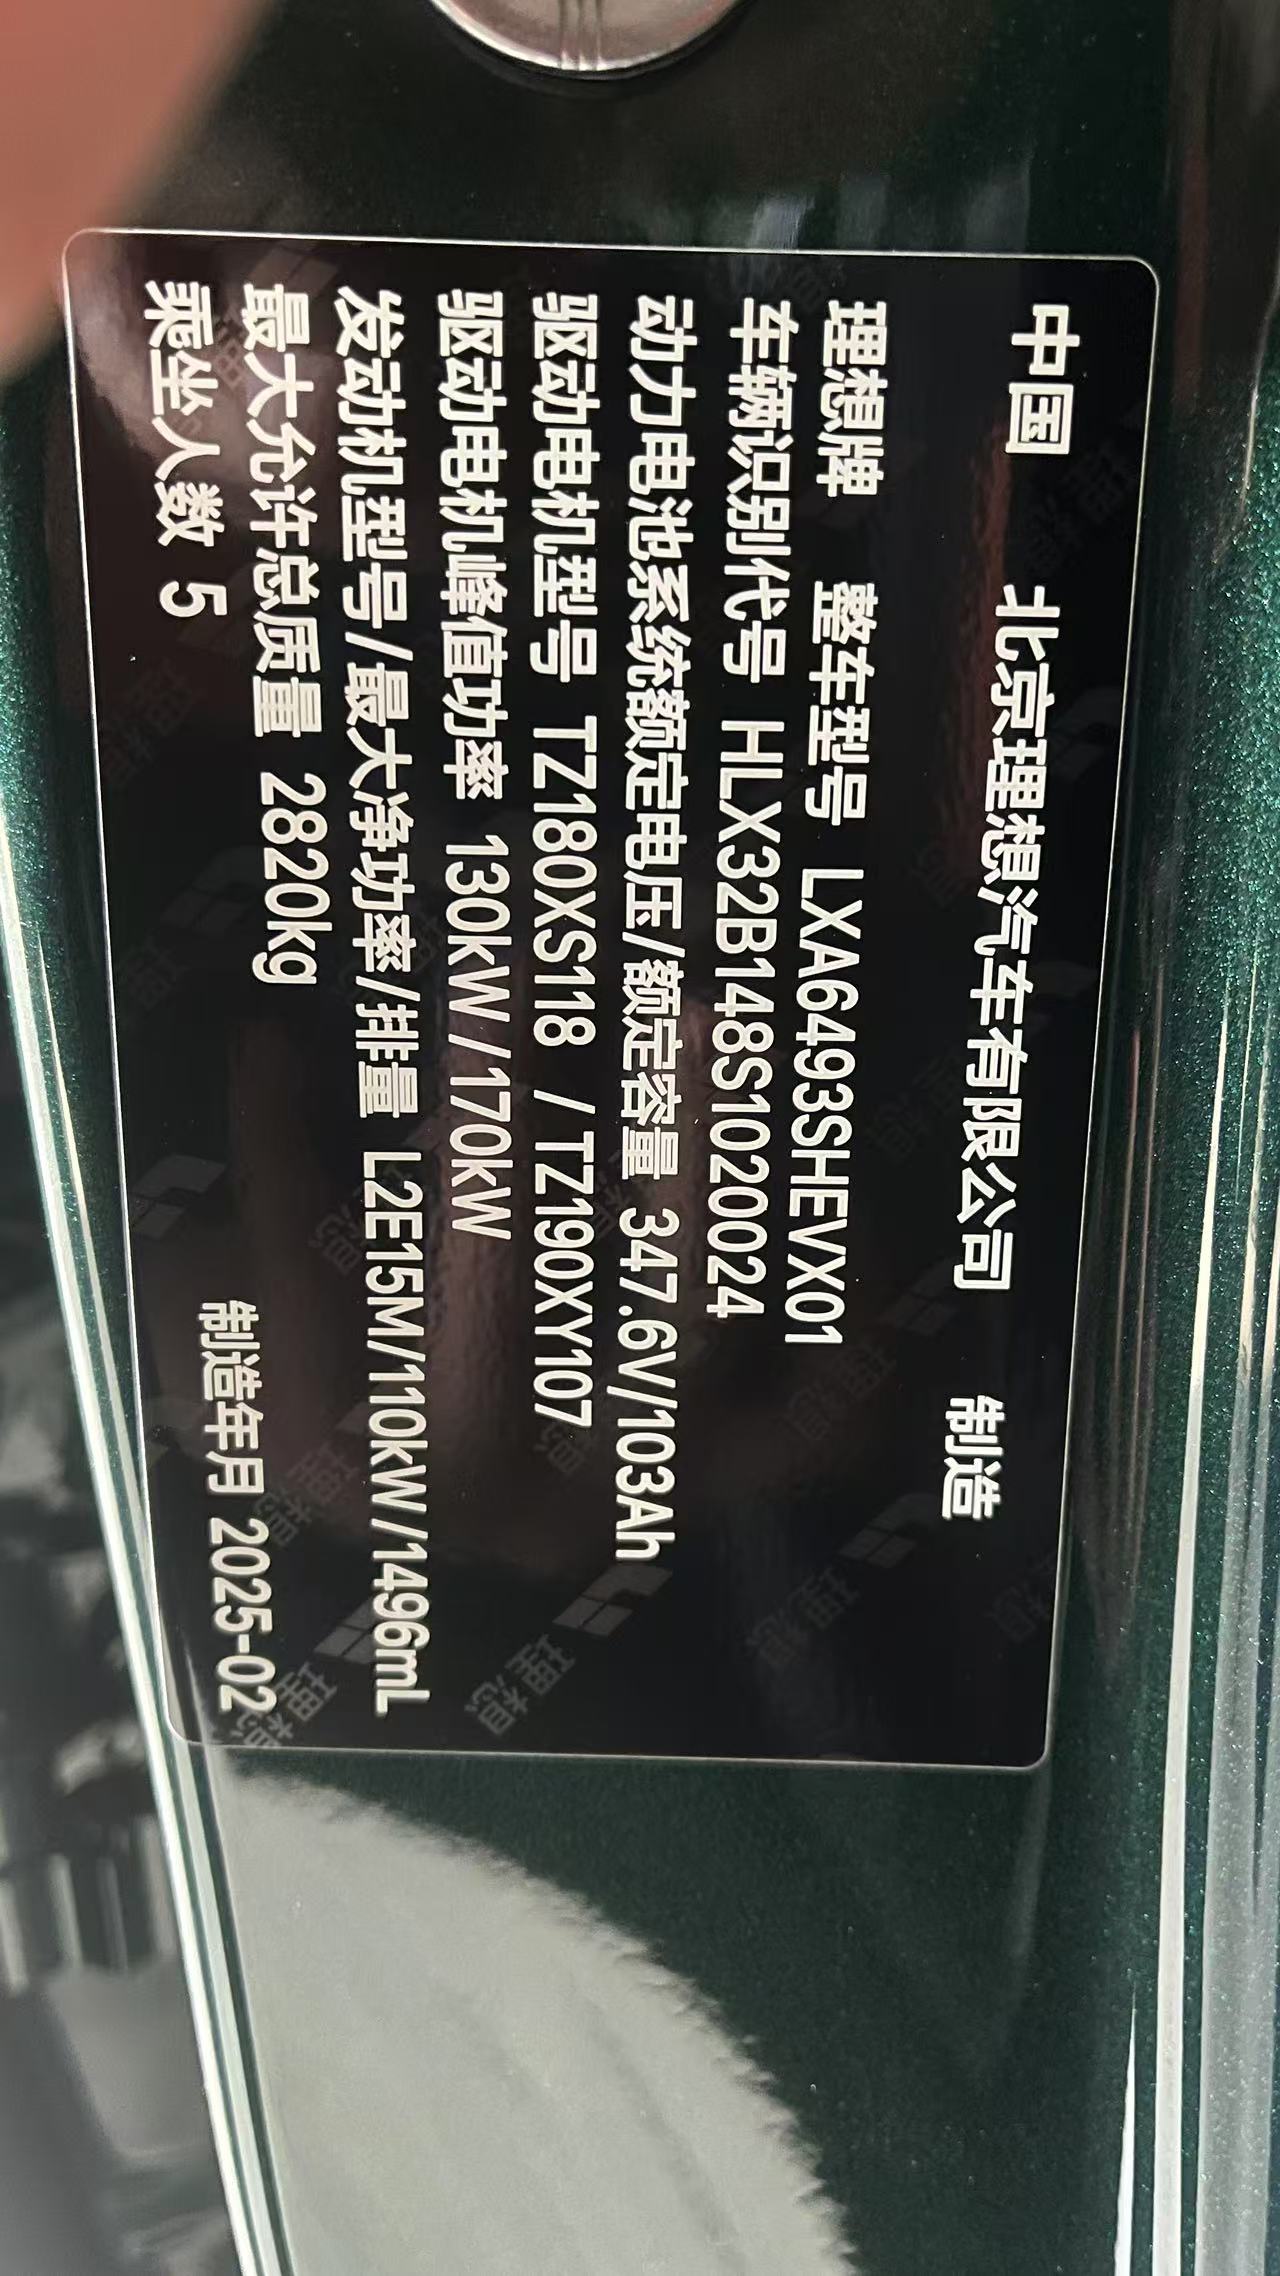 中国 北京理想汽车有限公司 制造
理想牌 整车型号 LXA6493SHEVX01
车辆识别代号 HLX32B148S1020024
动力电池系统额定电压/额定容量 347.6V/103Ah
驱动电机型号 TZ180XS118 /TZ190XY107
驱动电机峰值功率 130kW/170kW
发动机型号/最大净功率/排量 L2E15M/110kW/1496mL
最大允许总质量 2820kg
乘坐人数 5 制造年月 2025-02